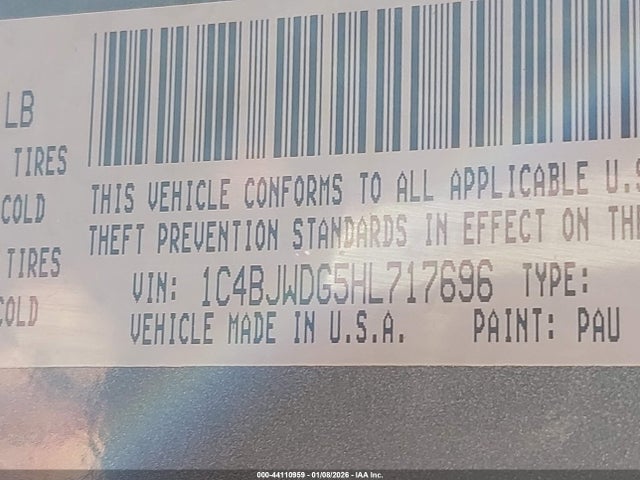 LB
TIRES
COLD
TIRES
COLD
THIS VEHICLE CONFORMS TO ALL APPLICABLE U.S
THEFT PREVENTION STANDARDS IN EFFECT ON THE
VIN: 1C4BJWDG5HL717696 TYPE:
VEHICLE MADE IN U.S.A. PAINT: PAU
000-44110959 - 01/08/2026 - IAA Inc.